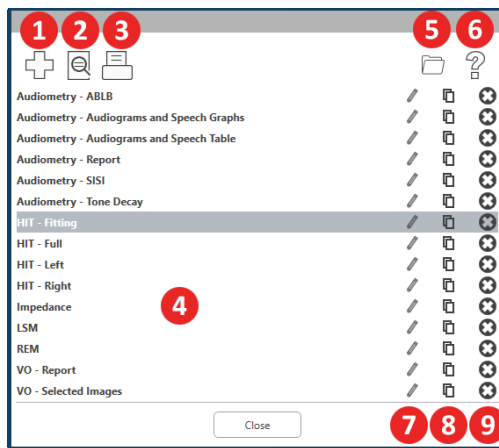 1 2 3 5 6
?
Audiometry - ABLB
Audiometry - Audiograms and Speech Graphs
Audiometry - Audiograms and Speech Table
Audiometry - Report
Audiometry - SISI
Audiometry - Tone Decay
HIT - Fitting
HIT - Full
HIT - Left
HIT - Right
Impedance
4
LSM
REM
VO - Report
VO - Selected Images
Close
7 8 9